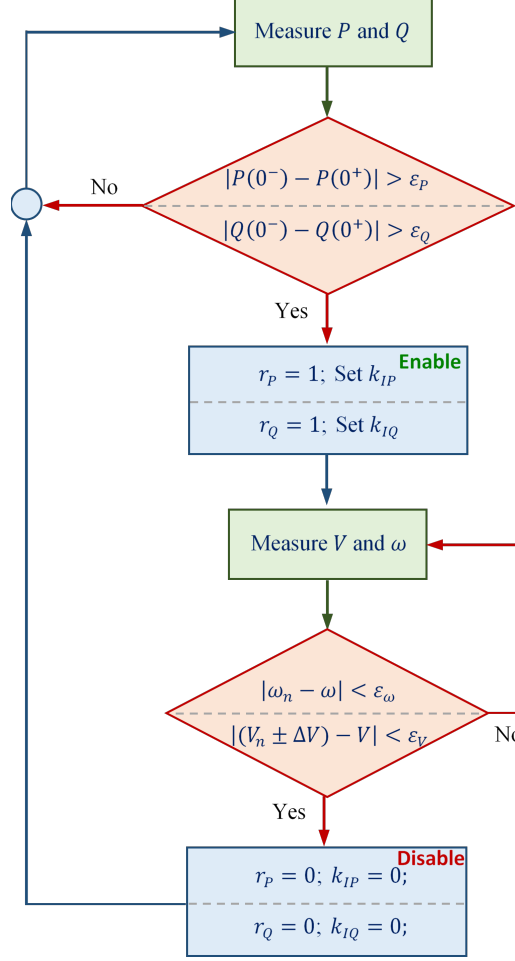 Measure P and Q
No
|P(0⁻) − P(0⁺)| > ε_P
|Q(0⁻) − Q(0⁺)| > ε_Q
Yes
Enable
r_P = 1; Set k_IP
r_Q = 1; Set k_IQ
Measure V and ω
|ω_n − ω| < ε_ω
|(V_n ± ΔV) − V| < ε_V
No
Yes
Disable
r_P = 0; k_IP = 0;
r_Q = 0; k_IQ = 0;